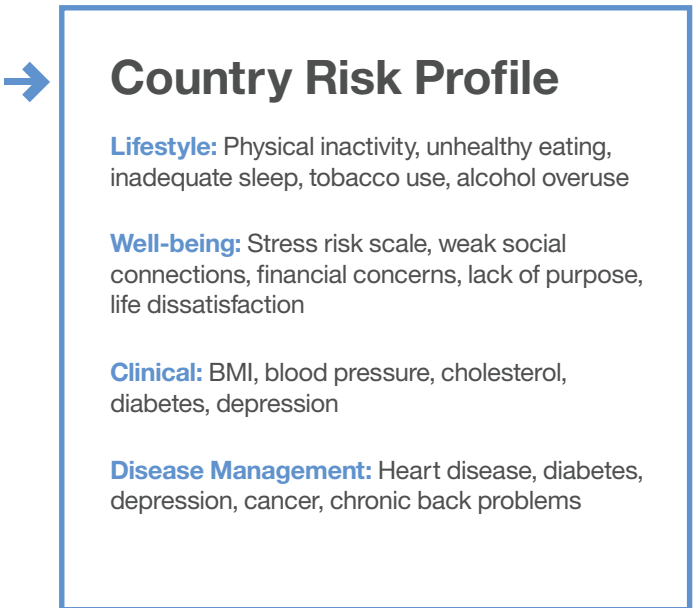 Country Risk Profile
Lifestyle: Physical inactivity, unhealthy eating,
inadequate sleep, tobacco use, alcohol overuse
Well-being: Stress risk scale, weak social
connections, financial concerns, lack of purpose,
life dissatisfaction
Clinical: BMI, blood pressure, cholesterol,
diabetes, depression
Disease Management: Heart disease, diabetes,
depression, cancer, chronic back problems